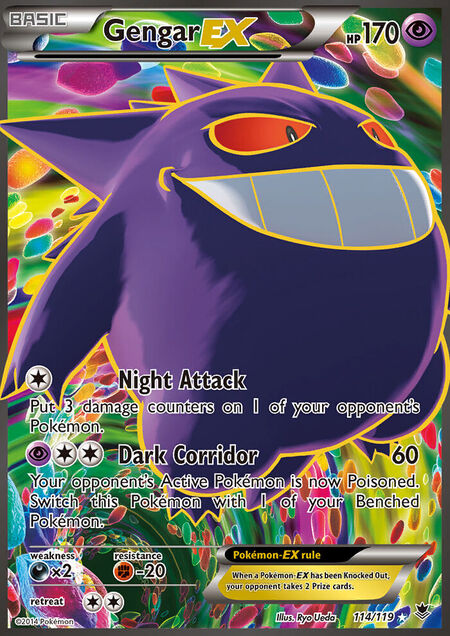 BASIC
Gengar EX HP 170
Night Attack
Put 3 damage counters on 1 of your opponent's
Pokémon.
Dark Corridor 60
Your opponent's Active Pokémon is now Poisoned.
Switch this Pokémon with 1 of your Benched
Pokémon.
weakness resistance
×2 -20
retreat
Pokémon-EX rule
When a Pokémon-EX has been Knocked Out,
your opponent takes 2 Prize cards.
©2014 Pokémon
Illus. Ryo Ueda 114/119